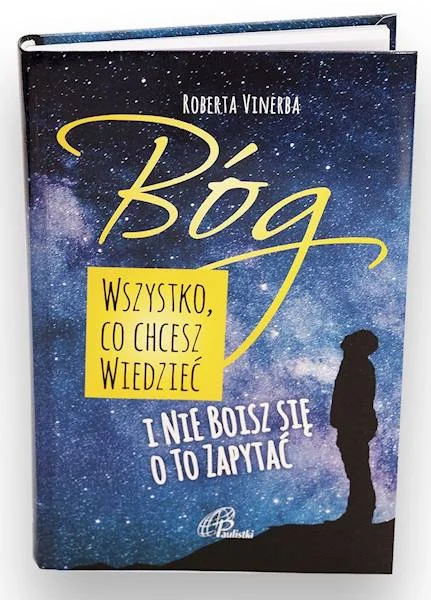 ROBERTA VINERBA
Bóg
WSZYSTKO,
CO CHCESZ
WIEDZIEĆ
I NIE BOISZ SIĘ
O TO ZAPYTAĆ
Paulistki